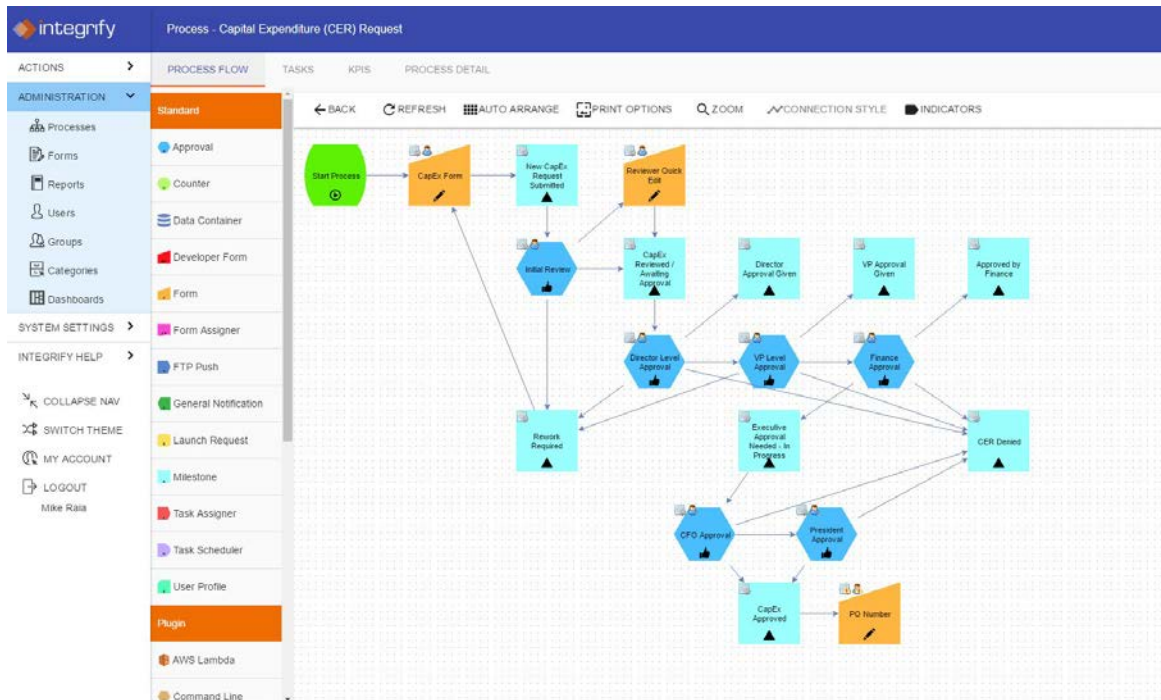 integrify
Process - Capital Expenditure (CER) Request
ACTIONS
ADMINISTRATION
Processes
Forms
Reports
Users
Groups
Categories
Dashboards
SYSTEM SETTINGS
INTEGRIFY HELP
COLLAPSE NAV
SWITCH THEME
MY ACCOUNT
LOGOUT
Mike Raia
PROCESS FLOW
TASKS
KPIS
PROCESS DETAIL
Standard
Approval
Counter
Data Container
Developer Form
Form
Form Assigner
FTP Push
General Notification
Launch Request
Milestone
Task Assigner
Task Scheduler
User Profile
Plugin
AWS Lambda
Command Line
BACK
REFRESH
AUTO ARRANGE
PRINT OPTIONS
ZOOM
CONNECTION STYLE
INDICATORS
Start Process
CapEx Form
New CapEx
Request
Submitted
Reviewer Quick
Edit
Initial Review
CapEx
Reviewed /
Awaiting
Approval
Director
Approval Given
VP Approval
Given
Approved by
Finance
Director Level
Approval
VP Level
Approval
Finance
Approval
Rework
Required
Executive
Approval
Needed - In
Progress
CER Denied
CFO Approval
President
Approval
CapEx
Approved
PO Number